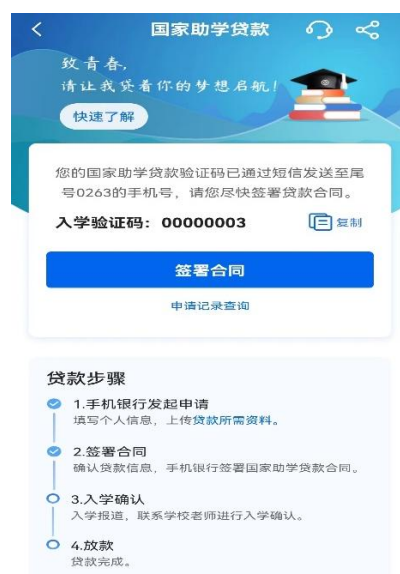 国家助学贷款
致青春,
请让我贷着你的梦想启航!
快速了解
您的国家助学贷款验证码已通过短信发送至尾
号0263的手机号，请您尽快签署贷款合同。
入学验证码：00000003 复制
签署合同
申请记录查询
贷款步骤
1.手机银行发起申请
填写个人信息，上传贷款所需资料。
2.签署合同
确认贷款信息，手机银行签署国家助学贷款合同。
3.入学确认
入学报道，联系学校老师进行入学确认。
4.放款
贷款完成。